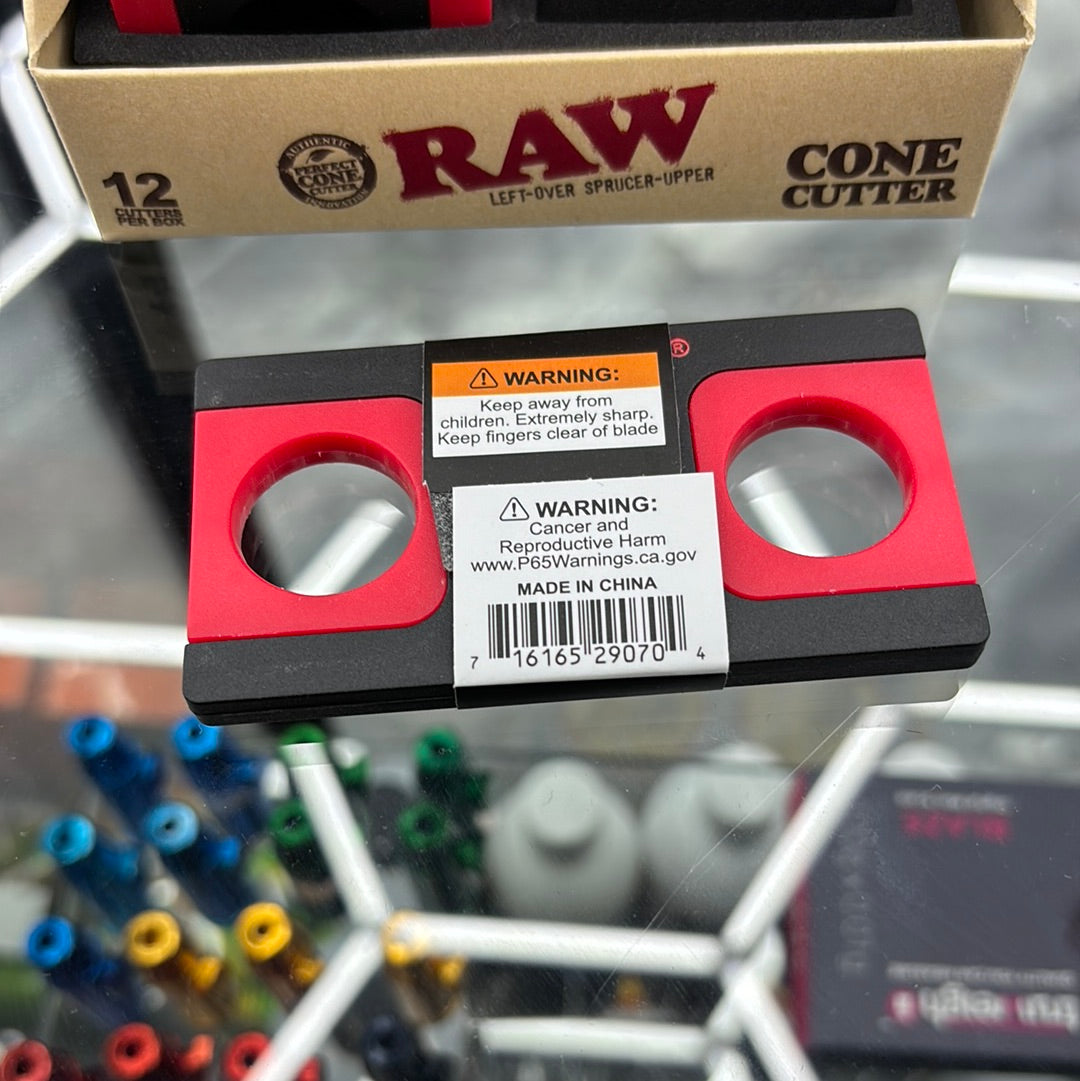 12
CUTTERS
PER BOX
AUTHENTIC
PERFECT
CONE
CUTTER
INNOVATION
RAW
LEFT-OVER SPRUCER-UPPER
CONE
CUTTER
®
WARNING:
Keep away from
children. Extremely sharp.
Keep fingers clear of blade
WARNING:
Cancer and
Reproductive Harm
www.P65Warnings.ca.gov
MADE IN CHINA
7 16165 29070 4